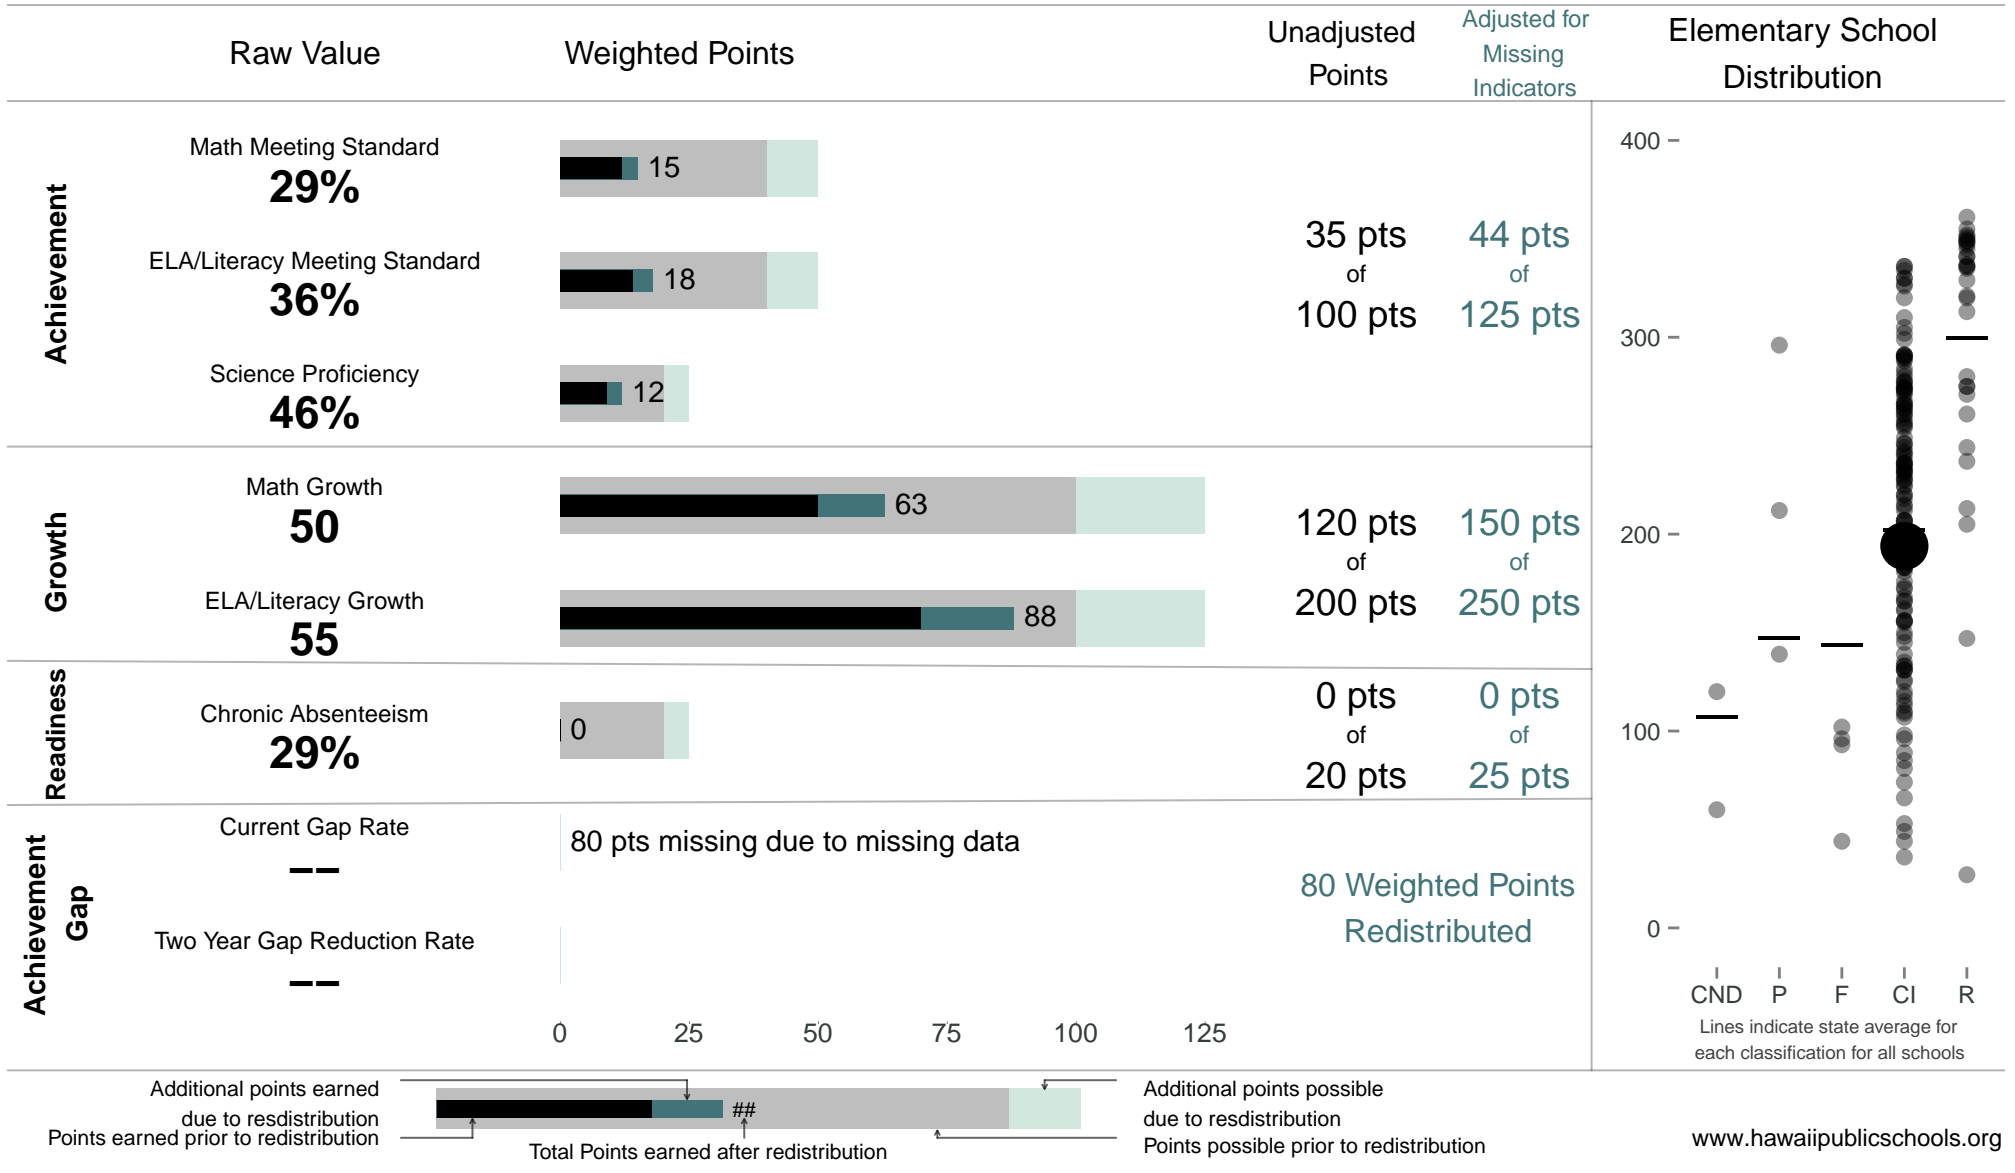 Raw Value
Weighted Points
Unadjusted
Points
Adjusted for
Missing
Indicators
Elementary School
Distribution
Achievement
Math Meeting Standard
29%
15
ELA/Literacy Meeting Standard
36%
18
Science Proficiency
46%
12
35 pts
of
100 pts
44 pts
of
125 pts
Growth
Math Growth
50
63
ELA/Literacy Growth
55
88
120 pts
of
200 pts
150 pts
of
250 pts
Readiness
Chronic Absenteeism
29%
0
0 pts
of
20 pts
0 pts
of
25 pts
Achievement
Gap
Current Gap Rate
--
80 pts missing due to missing data
Two Year Gap Reduction Rate
--
80 Weighted Points
Redistributed
0 25 50 75 100 125
400
300
200
100
0
CND P F CI R
Lines indicate state average for
each classification for all schools
Additional points earned
due to resdistribution
Points earned prior to redistribution
##
Total Points earned after redistribution
Additional points possible
due to resdistribution
Points possible prior to redistribution
www.hawaiipublicschools.org